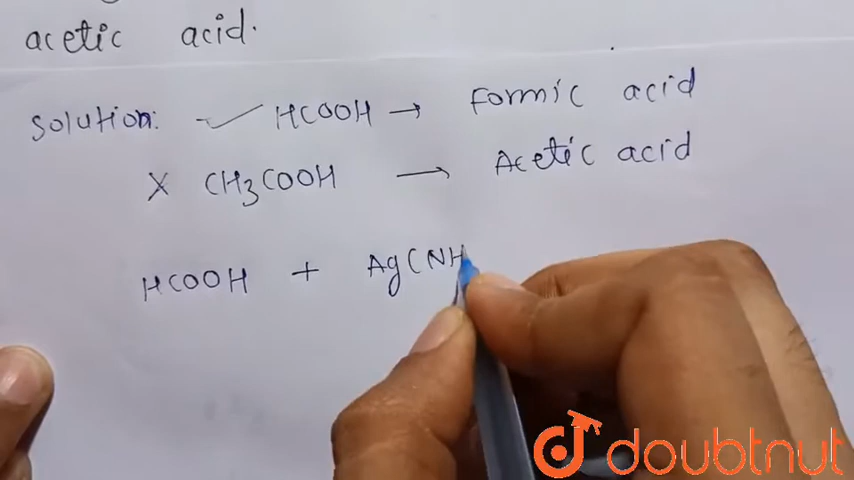 acetic acid.
Solution: ✓ HCOOH → Formic acid
X CH3COOH → Acetic acid
HCOOH + Ag(NH
doubtnut